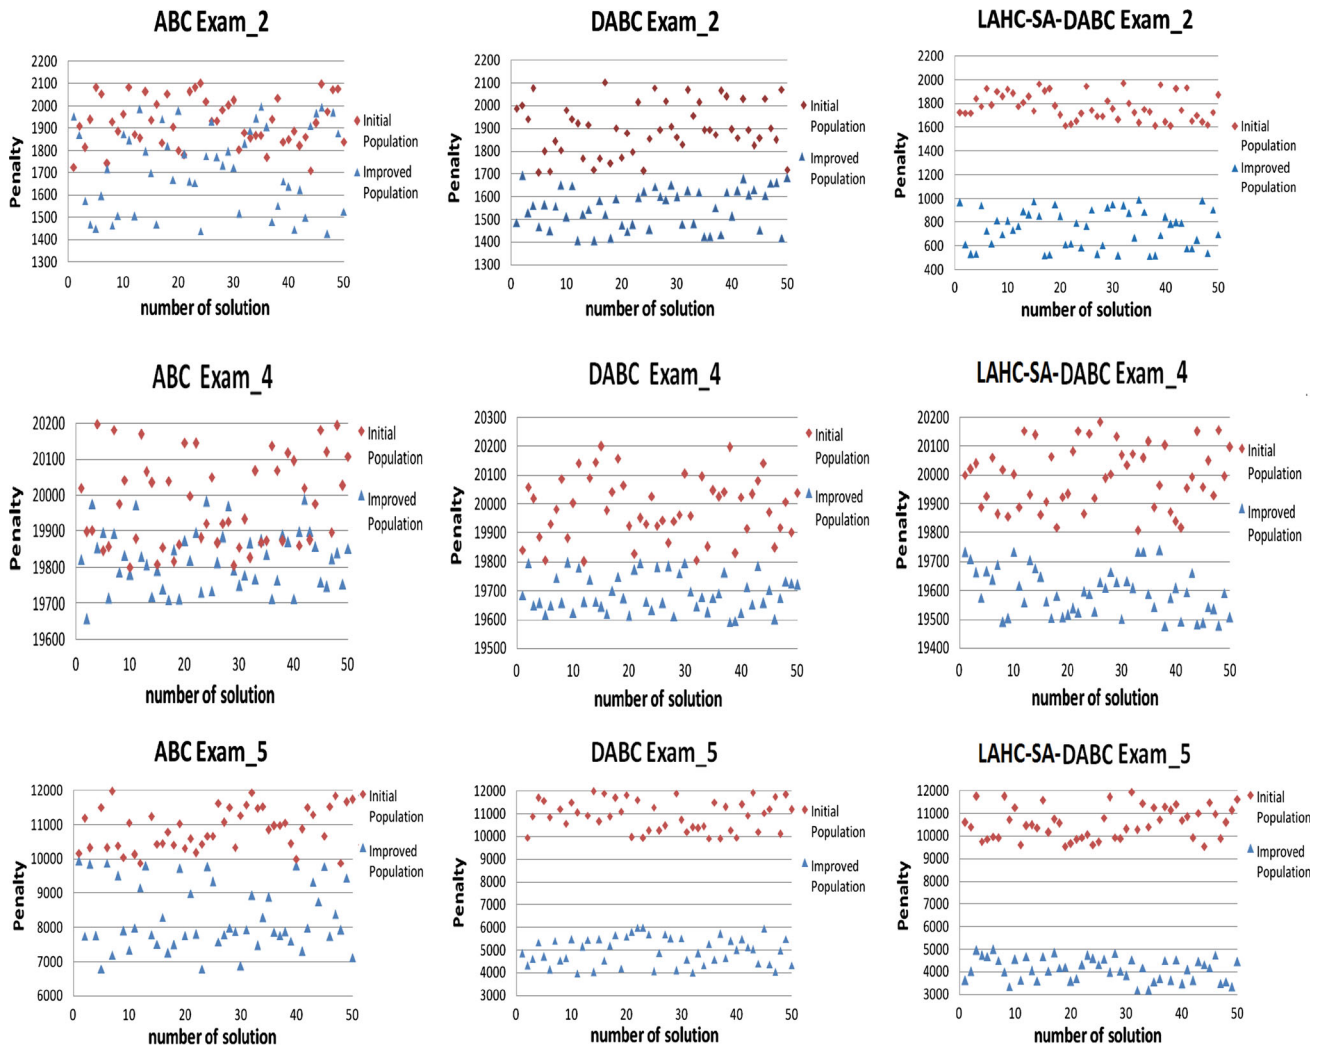 ABC Exam_2
2200
2100
2000
1900
1800
1700
1600
1500
1400
1300
Penalty
0 10 20 30 40 50
number of solution
Initial
Population
Improved
Population
DABC Exam_2
2200
2100
2000
1900
1800
1700
1600
1500
1400
1300
Penalty
0 10 20 30 40 50
number of solution
Initial
Population
Improved
Population
LAHC-SA-DABC Exam_2
2200
2000
1800
1600
1400
1200
1000
800
600
400
Penalty
0 10 20 30 40 50
number of solution
Initial
Population
Improved
Population
ABC Exam_4
20200
20100
20000
19900
19800
19700
19600
Penalty
0 10 20 30 40 50
number of solution
Initial
Population
Improved
Population
DABC Exam_4
20300
20200
20100
20000
19900
19800
19700
19600
19500
Penalty
0 10 20 30 40 50
number of solution
Initial
Population
Improved
Population
LAHC-SA-DABC Exam_4
20200
20100
20000
19900
19800
19700
19600
19500
19400
Penalty
0 10 20 30 40 50
number of solution
Initial
Population
Improved
Population
ABC Exam_5
12000
11000
10000
9000
8000
7000
6000
Penalty
0 10 20 30 40 50
number of solution
Initial
Population
Improved
Population
DABC Exam_5
12000
11000
10000
9000
8000
7000
6000
5000
4000
3000
Penalty
0 10 20 30 40 50
number of solution
Initial
Population
Improved
Population
LAHC-SA-DABC Exam_5
12000
11000
10000
9000
8000
7000
6000
5000
4000
3000
Penalty
0 10 20 30 40 50
number of solution
Initial
Population
Improved
Population